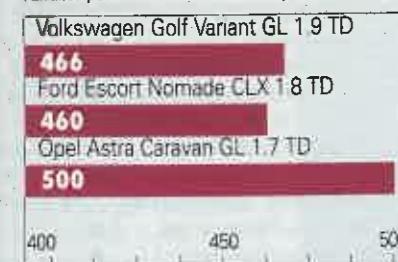 Volkswagen Golf Variant GL 1.9 TD
466
Ford Escort Nomade CLX 1.8 TD
460
Opel Astra Caravan GL 1.7 TD
500
400 450